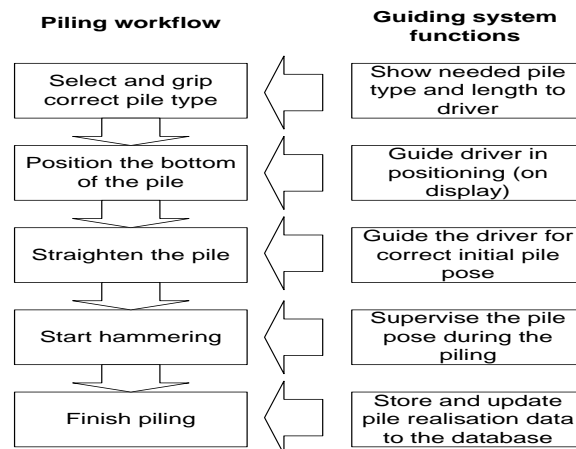 Piling workflow
Guiding system
functions
Select and grip
correct pile type
Show needed pile
type and length to
driver
Position the bottom
of the pile
Guide driver in
positioning (on
display)
Straighten the pile
Guide the driver for
correct initial pile
pose
Start hammering
Supervise the pile
pose during the
piling
Finish piling
Store and update
pile realisation data
to the database